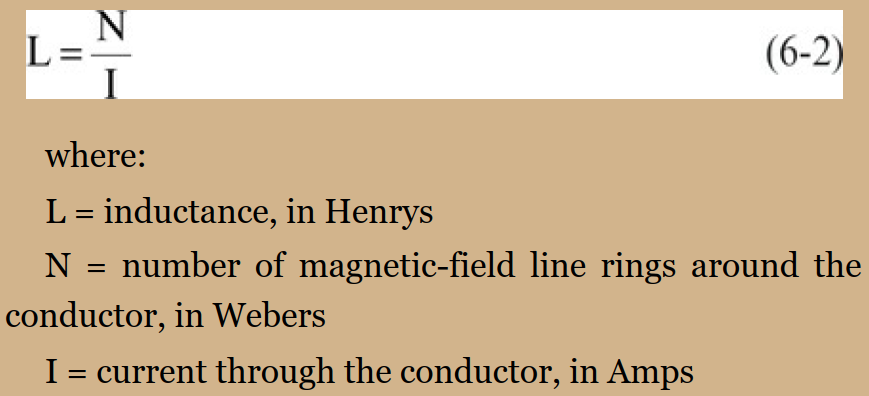 L = N/I (6-2)
where:
L = inductance, in Henrys
N = number of magnetic-field line rings around the
conductor, in Webers
I = current through the conductor, in Amps